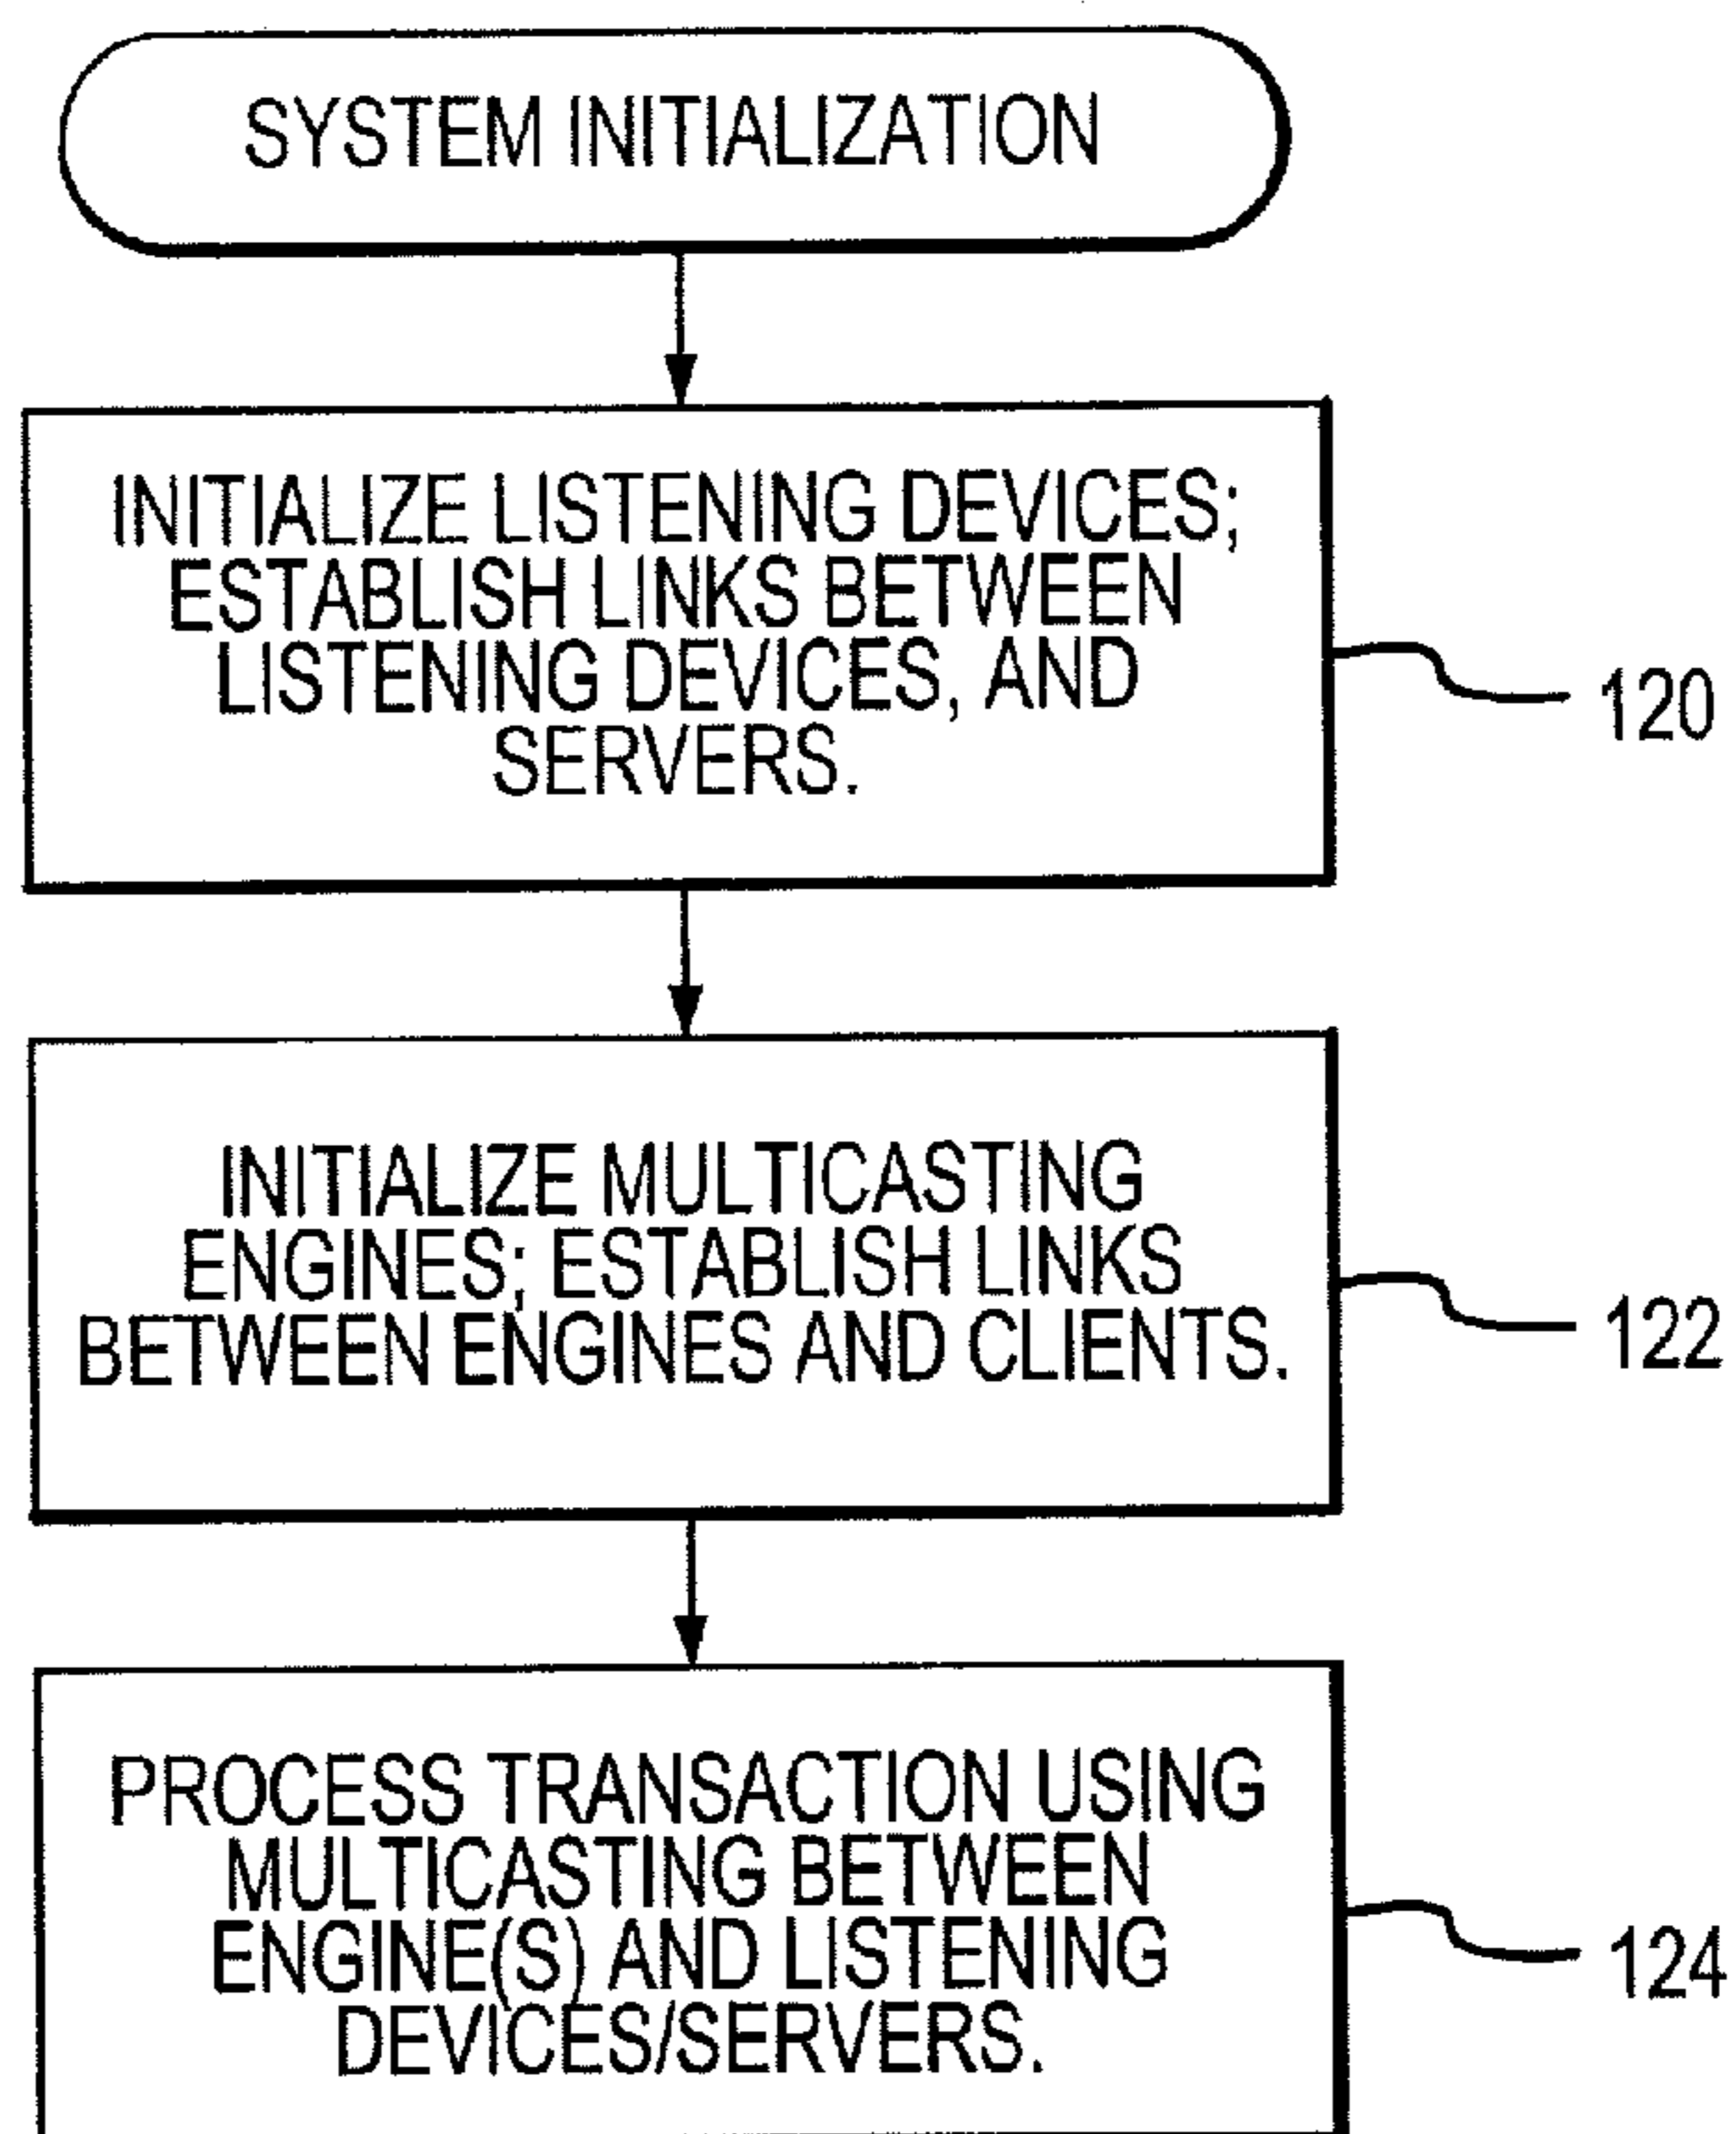 SYSTEM INITIALIZATION
INITIALIZE LISTENING DEVICES;
ESTABLISH LINKS BETWEEN
LISTENING DEVICES, AND
SERVERS.
120
INITIALIZE MULTICASTING
ENGINES; ESTABLISH LINKS
BETWEEN ENGINES AND CLIENTS.
122
PROCESS TRANSACTION USING
MULTICASTING BETWEEN
ENGINE(S) AND LISTENING
DEVICES/SERVERS.
124